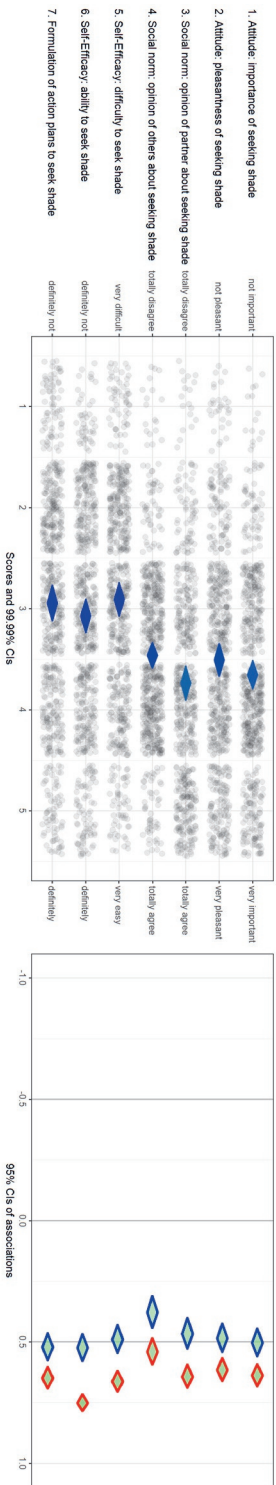 1. Attitude: importance of seeking shade
2. Attitude: pleasantness of seeking shade
3. Social norm: opinion of partner about seeking shade
4. Social norm: opinion of others about seeking shade
5. Self-Efficacy: difficulty to seek shade
6. Self-Efficacy: ability to seek shade
7. Formulation of action plans to seek shade
not important
not pleasant
totally disagree
totally disagree
very difficult
definitely not
definitely not
very important
very pleasant
totally agree
totally agree
very easy
definitely
definitely
1 2 3 4 5
Scores and 99.99% CIs
-1.0 -0.5 0.0 0.5 1.0
95% CIs of associations